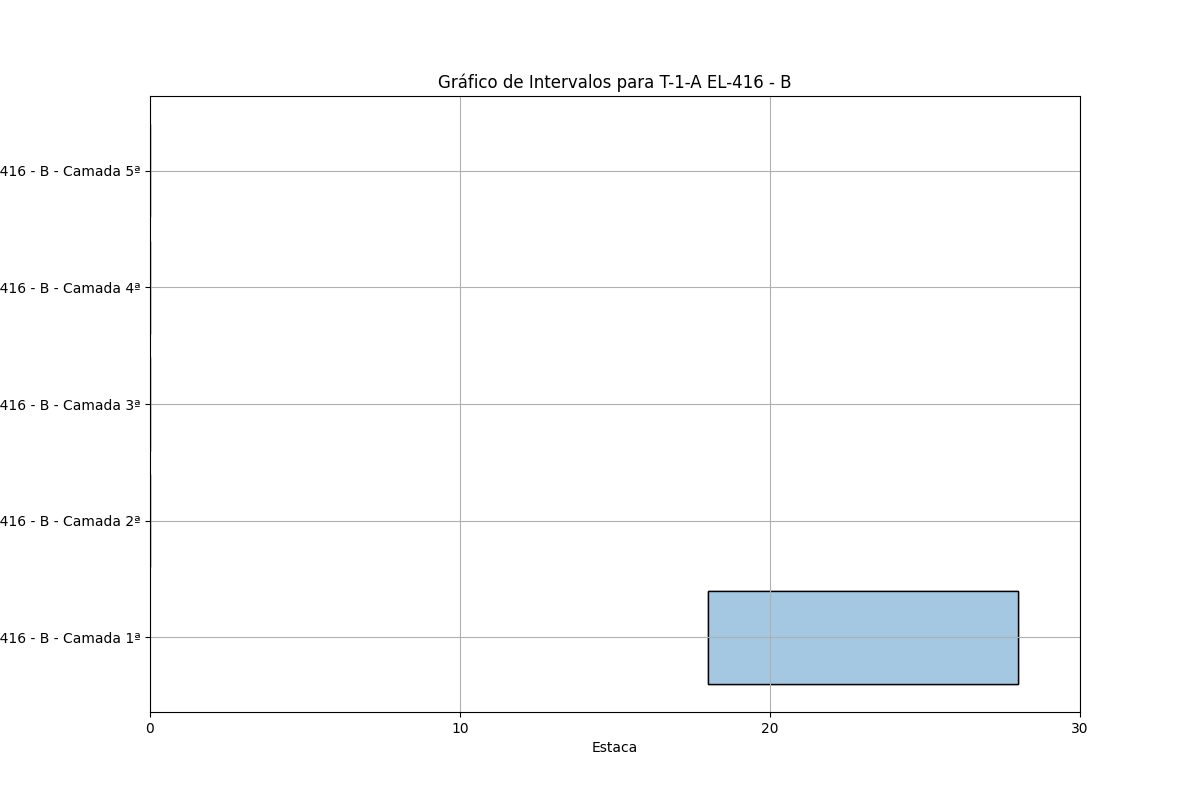 Gráfico de Intervalos para T-1-A EL-416 - B
416 - B - Camada 5ª
416 - B - Camada 4ª
416 - B - Camada 3ª
416 - B - Camada 2ª
416 - B - Camada 1ª
0 10 20 30
Estaca